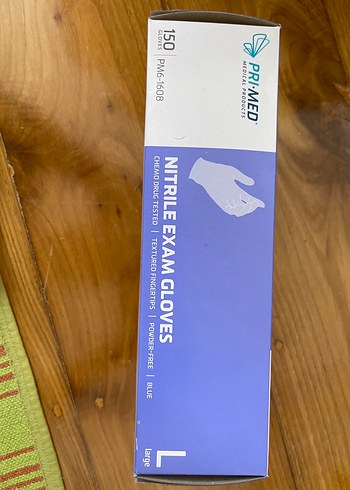 PRI•MED®
MEDICAL PRODUCTS
150 | PM6-1608
GLOVES
NITRILE EXAM GLOVES
CHEMO DRUG TESTED | TEXTURED FINGERTIPS | POWDER-FREE | BLUE
L
large